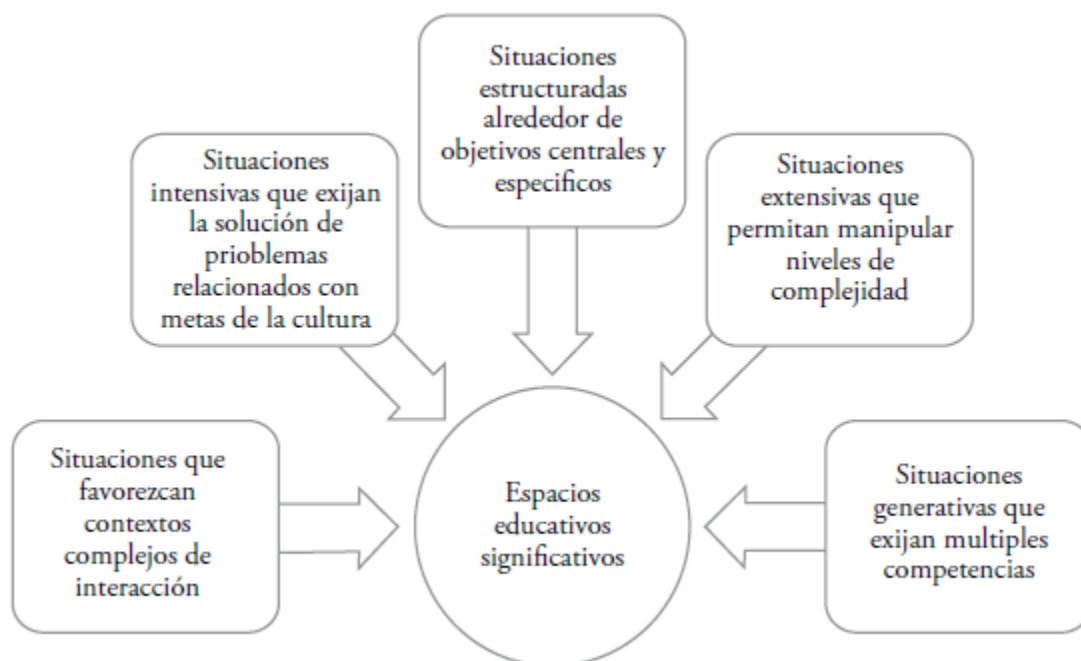 Situaciones
estructuradas
alrededor de
objetivos centrales y
especificos
Situaciones
intensivas que exijan
la solución de
prioblemas
relacionados con
metas de la cultura
Situaciones
extensivas que
permitan manipular
niveles de
complejidad
Situaciones que
favorezcan
contextos
complejos de
interacción
Espacios
educativos
significativos
Situaciones
generativas que
exijan multiples
competencias